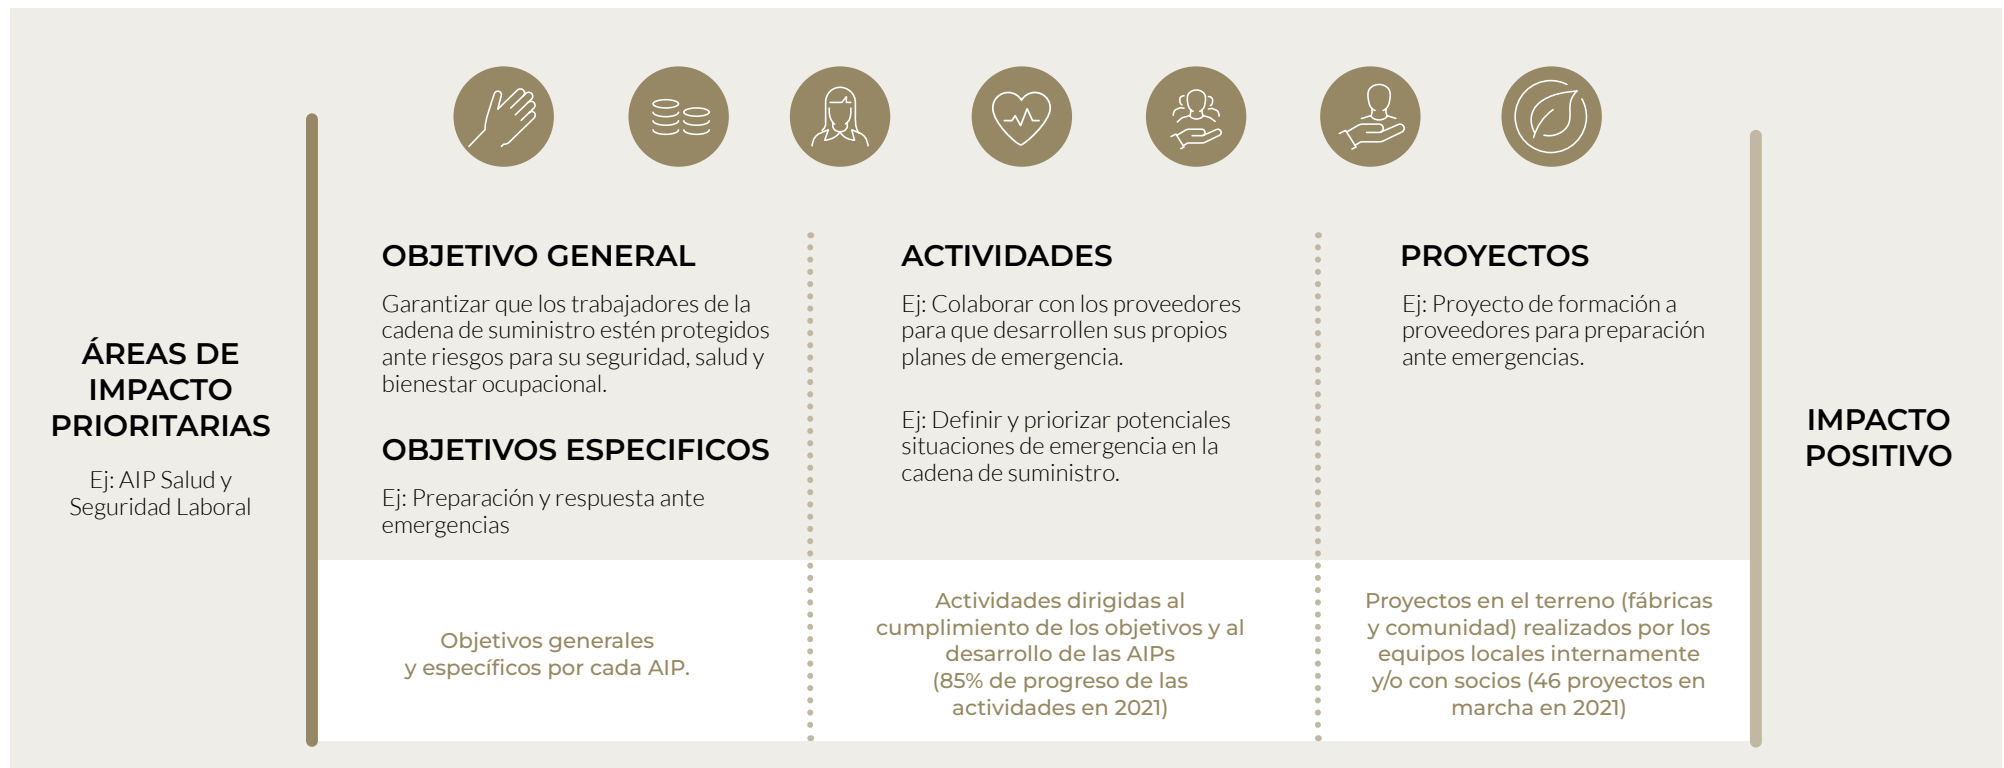 ÁREAS DE
IMPACTO
PRIORITARIAS
Ej: AIP Salud y
Seguridad Laboral
OBJETIVO GENERAL
Garantizar que los trabajadores de la
cadena de suministro estén protegidos
ante riesgos para su seguridad, salud y
bienestar ocupacional.
OBJETIVOS ESPECIFICOS
Ej: Preparación y respuesta ante
emergencias
Objetivos generales
y específicos por cada AIP.
ACTIVIDADES
Ej: Colaborar con los proveedores
para que desarrollen sus propios
planes de emergencia.
Ej: Definir y priorizar potenciales
situaciones de emergencia en la
cadena de suministro.
Actividades dirigidas al
cumplimiento de los objetivos y al
desarrollo de las AIPs
(85% de progreso de las
actividades en 2021)
PROYECTOS
Ej: Proyecto de formación a
proveedores para preparación
ante emergencias.
Proyectos en el terreno (fábricas
y comunidad) realizados por los
equipos locales internamente
y/o con socios (46 proyectos en
marcha en 2021)
IMPACTO
POSITIVO